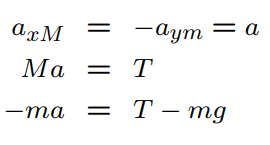 a_{xM} = -a_{ym} = a
Ma = T
-ma = T - mg